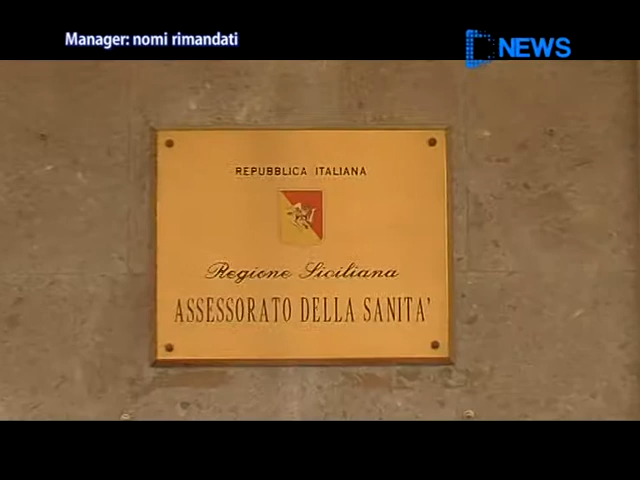 Manager: nomi rimandati
NEWS
REPUBBLICA ITALIANA
Regione Siciliana
ASSESSORATO DELLA SANITA'